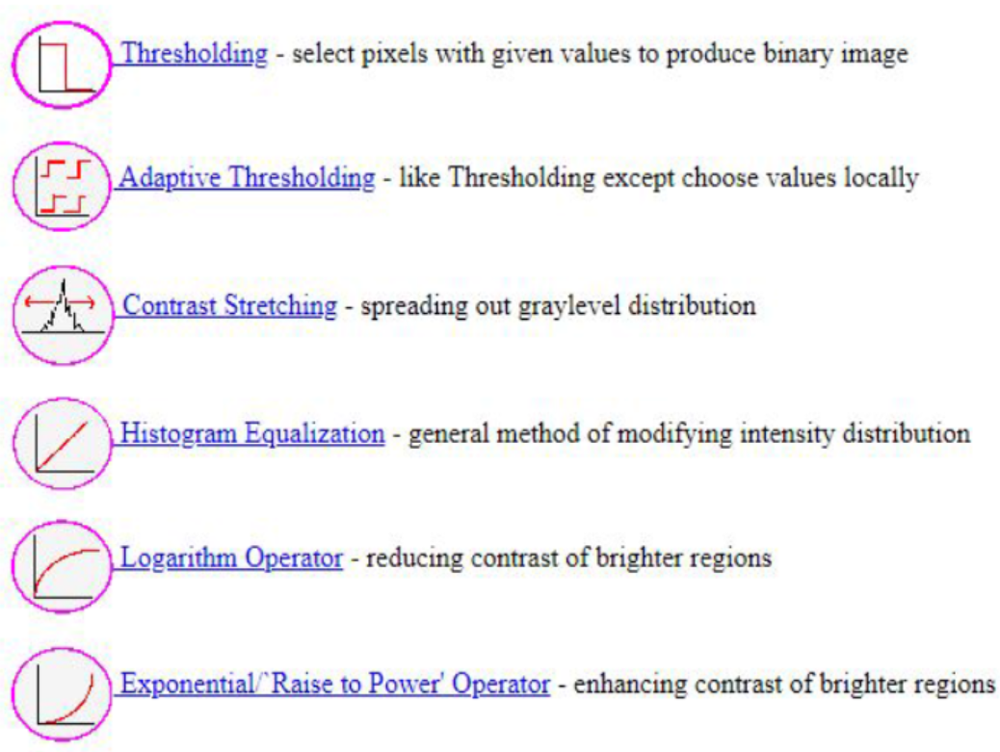 Thresholding - select pixels with given values to produce binary image
Adaptive Thresholding - like Thresholding except choose values locally
Contrast Stretching - spreading out graylevel distribution
Histogram Equalization - general method of modifying intensity distribution
Logarithm Operator - reducing contrast of brighter regions
Exponential/`Raise to Power' Operator - enhancing contrast of brighter regions